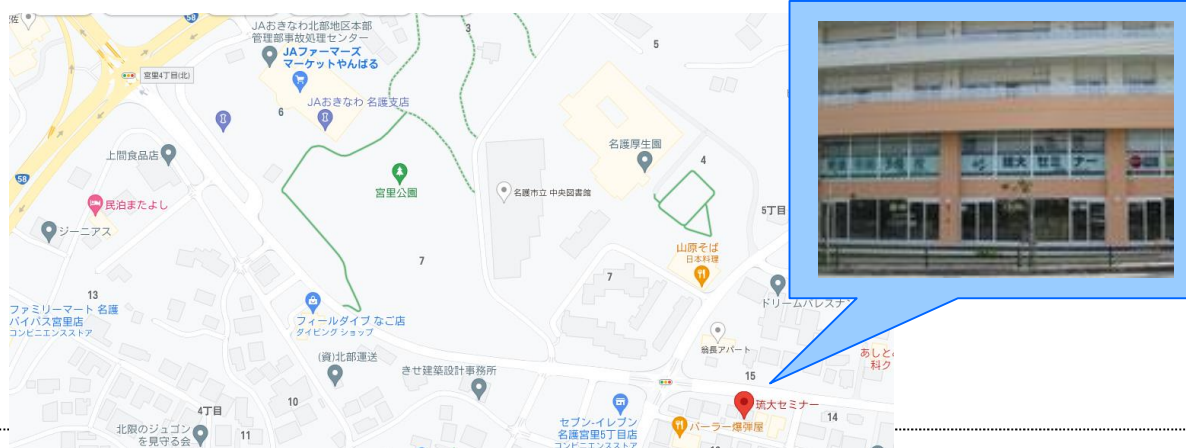 58
宮里4丁目(北)
JAおきなわ北部地区本部
管理部事故処理センター
JAファーマーズ
マーケットやんばる
3
5
JAおきなわ 名護支店
6
上間食品店
58
民泊またよし
ジーニアス
宮里公園
名護市立 中央図書館
名護厚生園
4
5丁目
山原そば
日本料理
7
7
ドリームパレスナ
13
ファミリーマート 名護
バイパス宮里店
コンビニエンスストア
フィールダイブ なご店
ダイビング ショップ
(資)北部運送
きせ建築設計事務所
翁長アパート
あしと
科ク
15
琉大セミナー
14
セブン-イレブン
名護宮里5丁目店
コンビニエンスストア
パーラー爆弾屋
4丁目
10
11
北限のジュゴン
を見守る会
琉大 セミナー